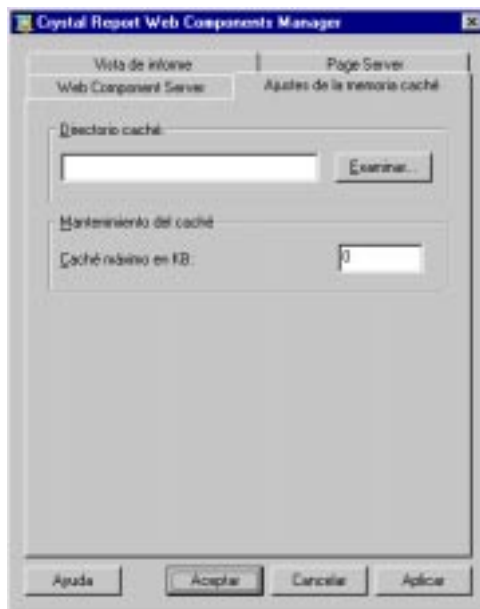 Crystal Report Web Components Manager
Vista de informe
Page Server
Web Component Server
Ajustes de la memoria caché
Directorio caché:
Examinar...
Mantenimiento del caché
Caché máximo en KB:
0
Ayuda
Aceptar
Cancelar
Aplicar